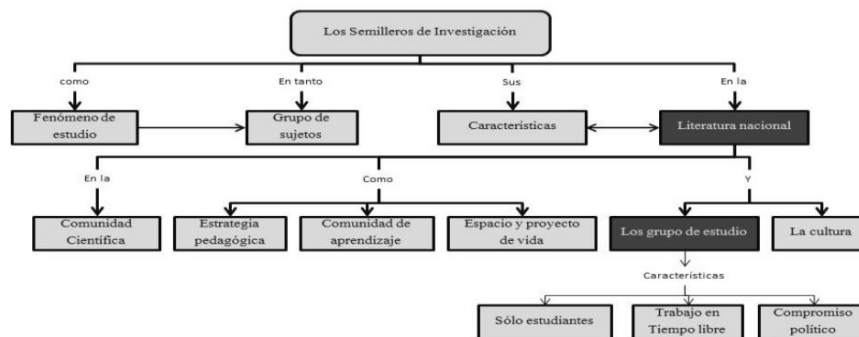 Los Semilleros de Investigación
como
En tanto
Sus
En la
Fenómeno de
estudio
Grupo de
sujetos
Características
Literatura nacional
En la
Como
Y
Comunidad
Científica
Estrategia
pedagógica
Comunidad de
aprendizaje
Espacio y proyecto
de vida
Los grupo de estudio
La cultura
Características
Sólo estudiantes
Trabajo en
Tiempo libre
Compromiso
político